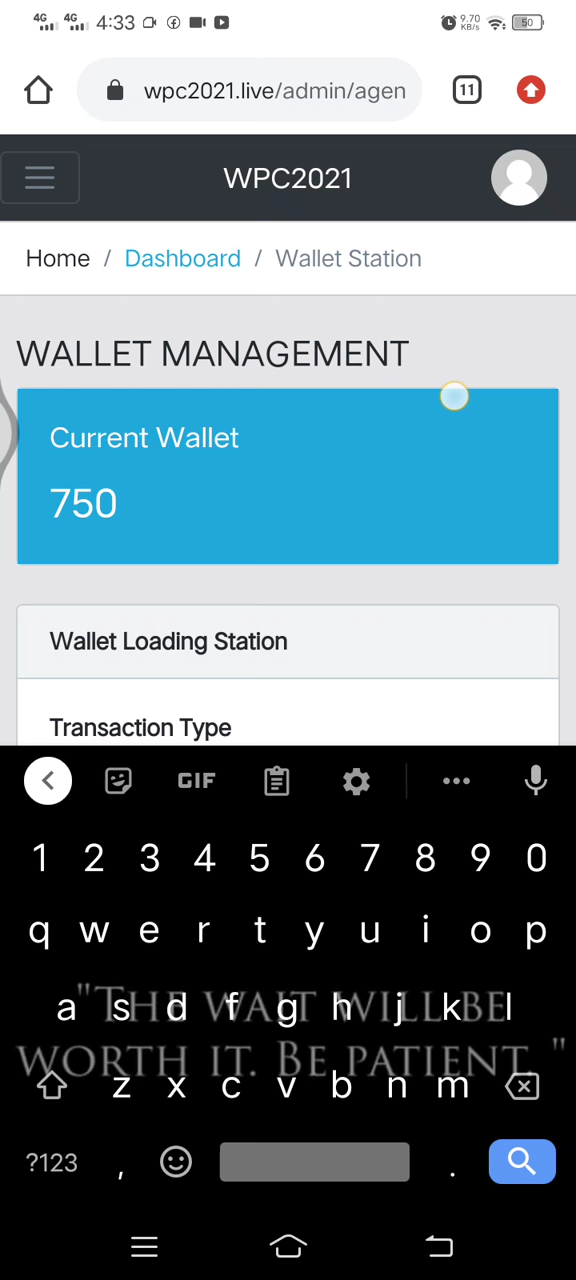 4G 4G 4:33 9.70 KB/s 50
wpc2021.live/admin/agen 11
WPC2021
Home / Dashboard / Wallet Station
WALLET MANAGEMENT
Current Wallet
750
Wallet Loading Station
Transaction Type
GIF
1 2 3 4 5 6 7 8 9 0
q w e r t y u i o p
a s d f g h j k l
"THE WAIT WILL BE
WORTH IT. BE PATIENT. "
z x c v b n m
?123 , .